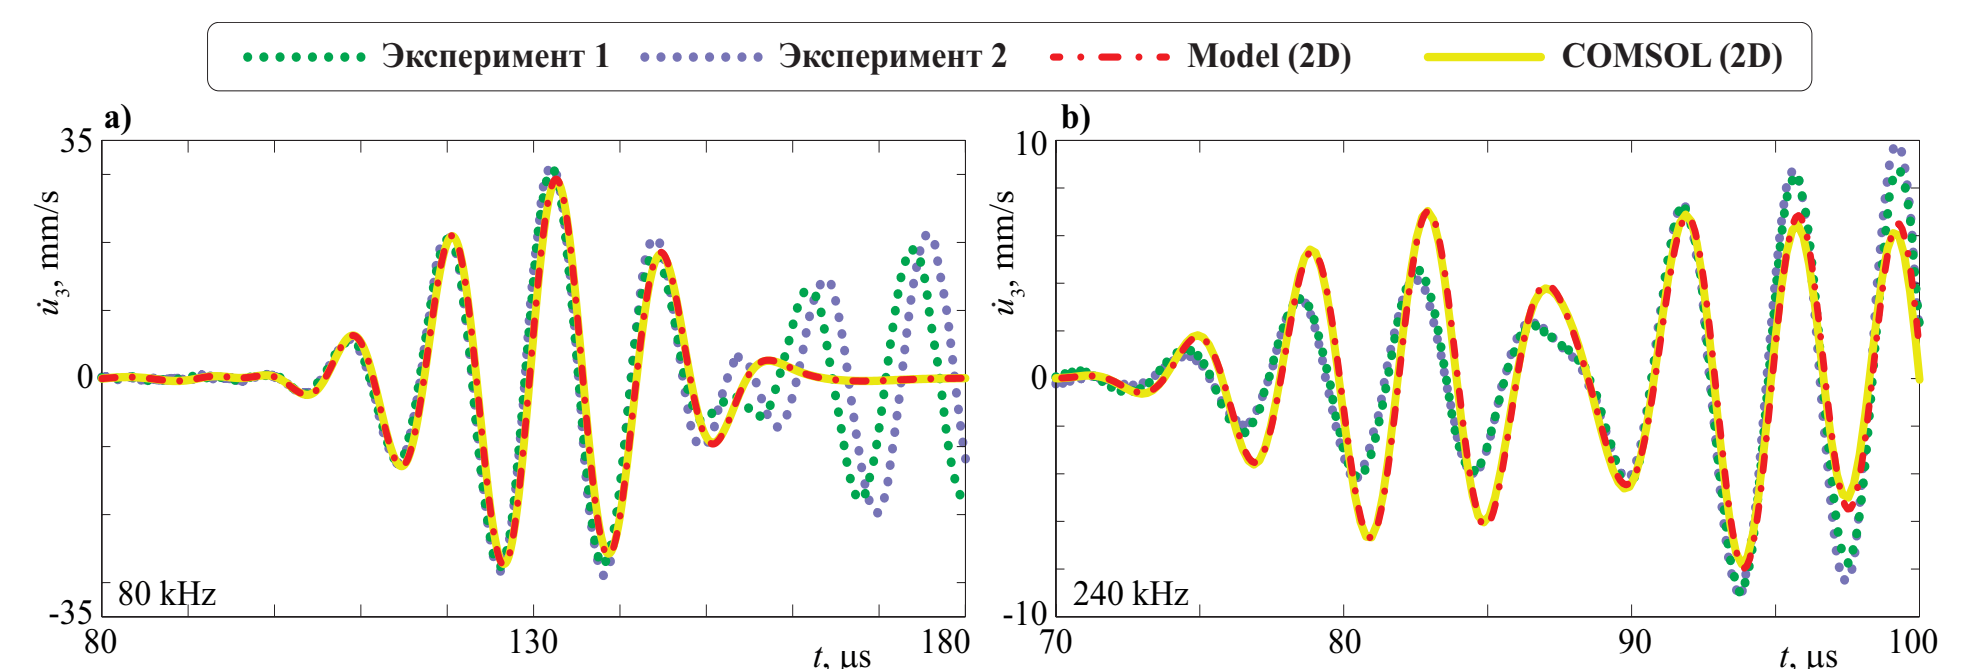 Эксперимент 1 Эксперимент 2 Model (2D) COMSOL (2D)
a)
35
0
-35
u̇₃, mm/s
80 kHz
80 130 180
t, μs
b)
10
0
-10
u̇₃, mm/s
240 kHz
70 80 90 100
t, μs